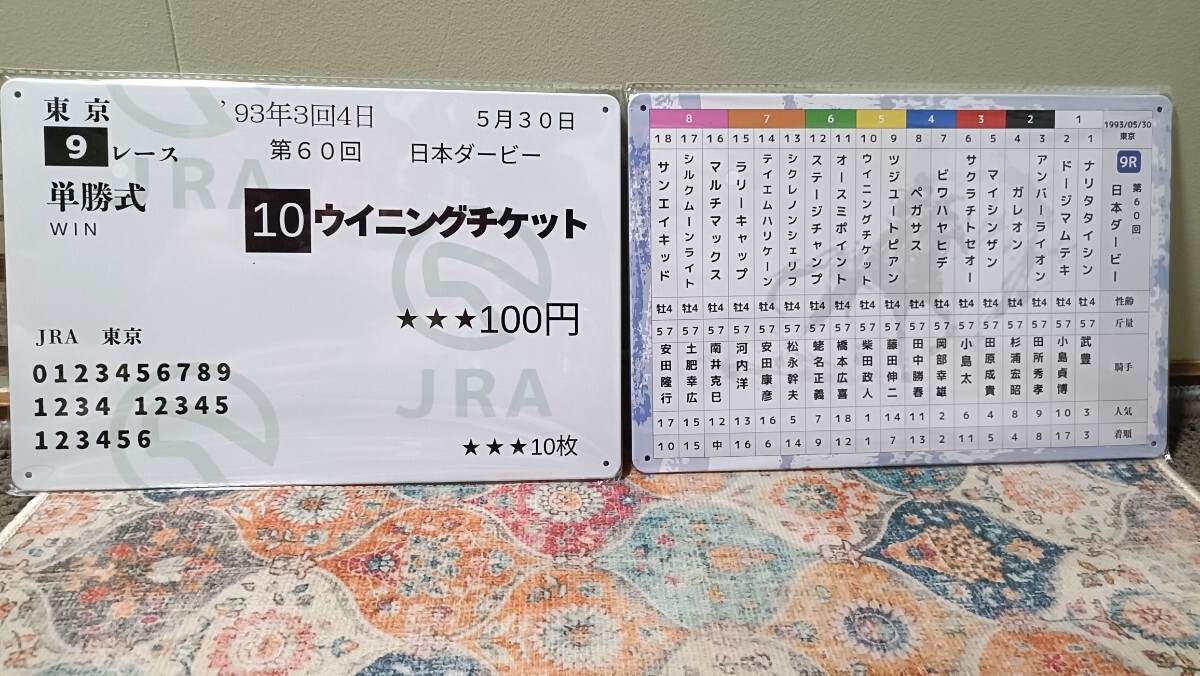 東京
9 レース
'93年3回4日
5月30日
第60回
日本ダービー
単勝式
WIN
10 ウイニングチケット
★★★100円
JRA 東京
0123456789
1234 12345
123456
★★★10枚
JRA
JRA
8 7 6 5 4 3 2 1
1993/05/30
東京
18 17 16 15 14 13 12 11 10 9 8 7 6 5 4 3 2 1
9R
第60回
日本ダービー
ナリタタイシン
ドージマムテキ
アンバーライオン
ガレオン
マイシンザン
サクラチトセオー
ビワハヤヒデ
ペガサス
ツジユートピアン
ウイニングチケット
オースミポイント
ステージチャンプ
シクレノンシェリフ
テイエムハリケーン
ラリーキャップ
マルチマックス
シルクムーンライト
サンエイキッド
牡4 牡4 牡4 牡4 牡4 牡4 牡4 牡4 牡4 牡4 牡4 牡4 牡4 牡4 牡4 牡4 牡4 牡4 性齢
57 57 57 57 57 57 57 57 57 57 57 57 57 57 57 57 57 57 斤量
騎手
武豊
小島貞博
田所秀孝
杉浦宏昭
田原成貴
小島太
岡部幸雄
田中勝春
藤田伸二
柴田政人
橋本広喜
蛯名正義
松永幹夫
安田康彦
河内洋
南井克巳
土肥幸広
安田隆行
17 15 12 13 16 5 7 18 1 14 11 2 6 4 8 9 10 3 人気
10 15 中 16 6 14 9 12 1 7 13 2 11 5 4 8 17 3 着順